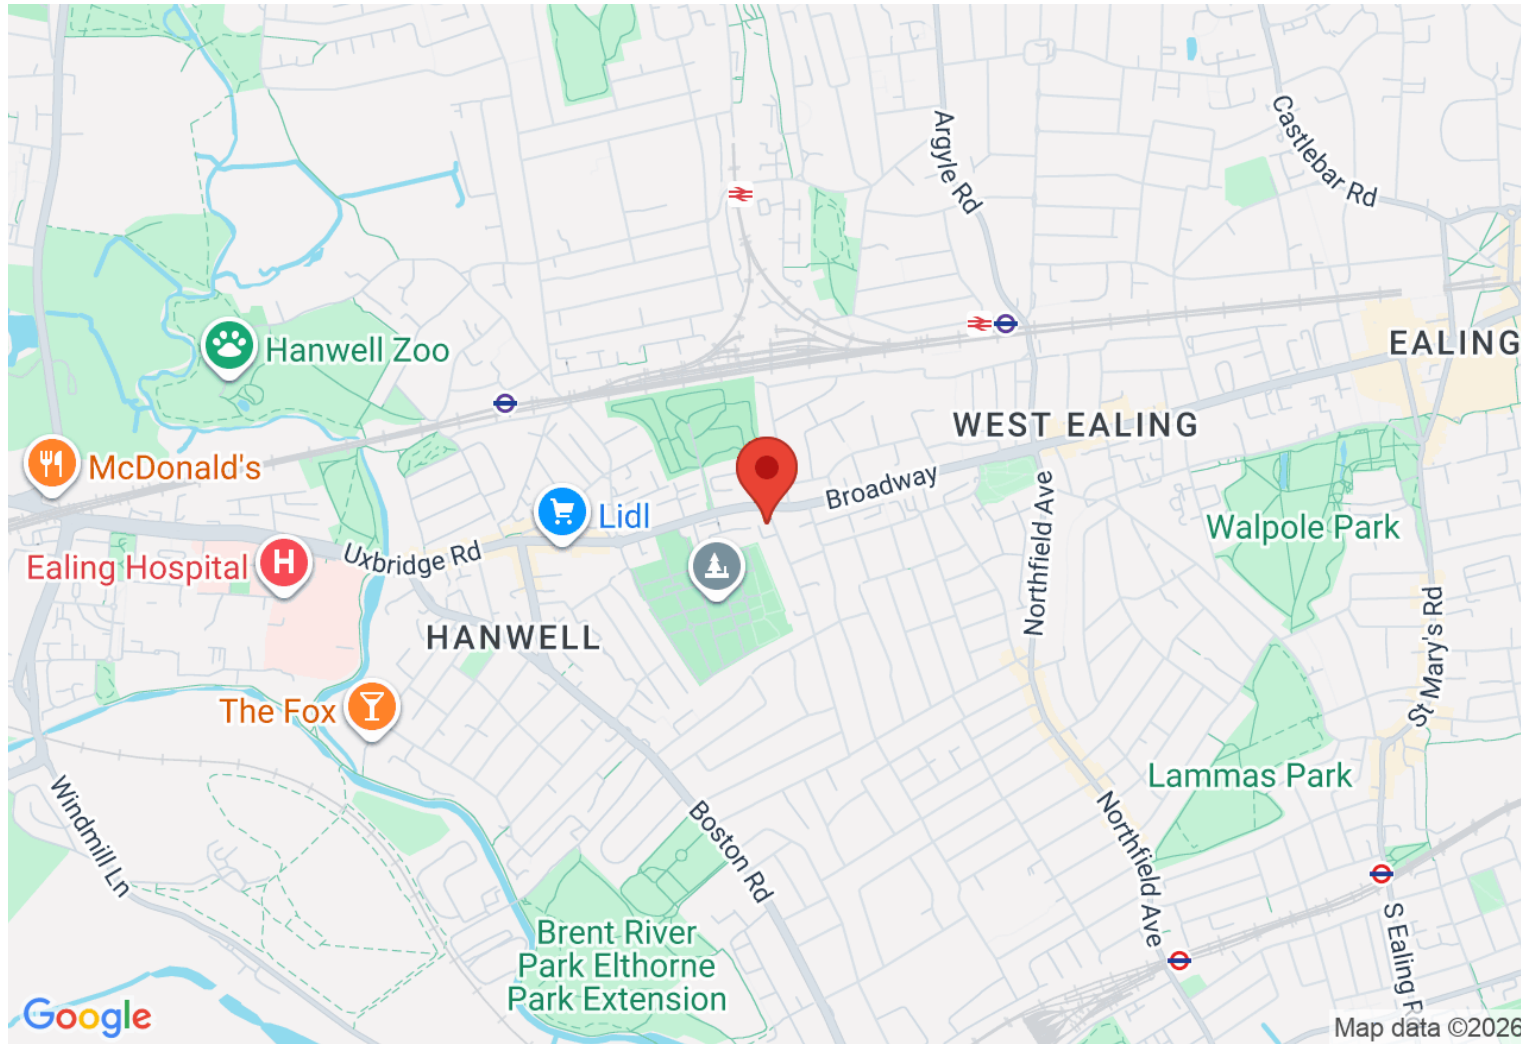 Argyle Rd
Castlebar Rd
Hanwell Zoo
EALING
WEST EALING
McDonald's
Broadway
Lidl
Walpole Park
Uxbridge Rd
Ealing Hospital
H
Northfield Ave
HANWELL
St Mary's Rd
The Fox
Lammas Park
Windmill Ln
Boston Rd
Northfield Ave
Brent River
Park Elthorne
Park Extension
S Ealing R
Google
Map data ©2026